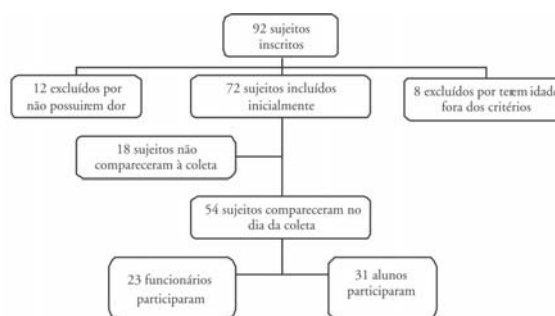 92 sujeitos
inscritos
12 excluídos por
não possuirem dor
72 sujeitos incluídos
inicialmente
8 excluídos por terem idade
fora dos critérios
18 sujeitos não
compareceram à coleta
54 sujeitos compareceram no
dia da coleta
23 funcionários
participaram
31 alunos
participaram